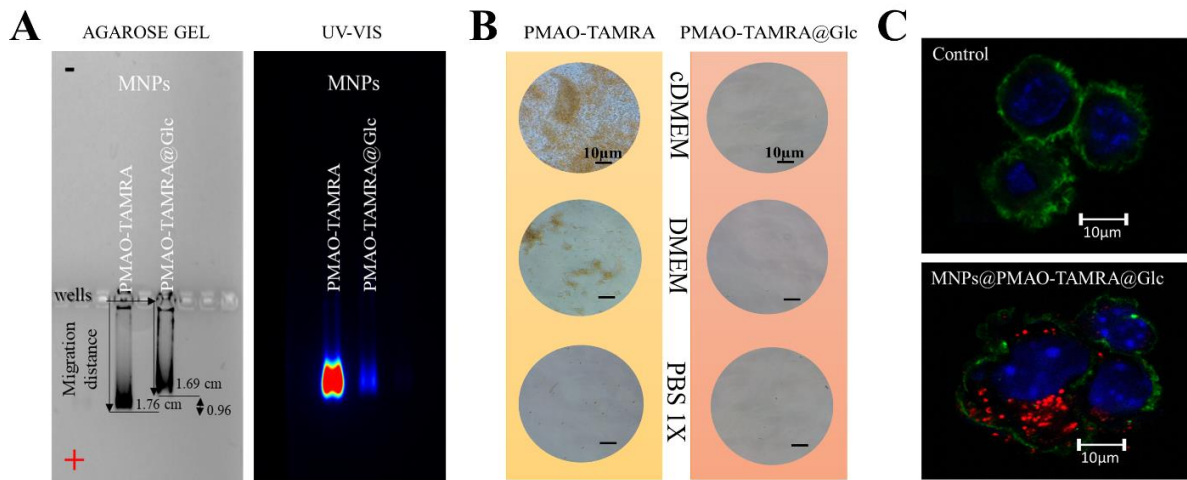 A
AGAROSE GEL
UV-VIS
-
MNPs
PMAO-TAMRA
PMAO-TAMRA@Glc
wells
Migration
distance
1.69 cm
1.76 cm
0.96
+
MNPs
PMAO-TAMRA
PMAO-TAMRA@Glc
B
PMAO-TAMRA
PMAO-TAMRA@Glc
10μm
cDMEM
10μm
DMEM
PBS 1X
C
Control
10μm
MNPs@PMAO-TAMRA@Glc
10μm